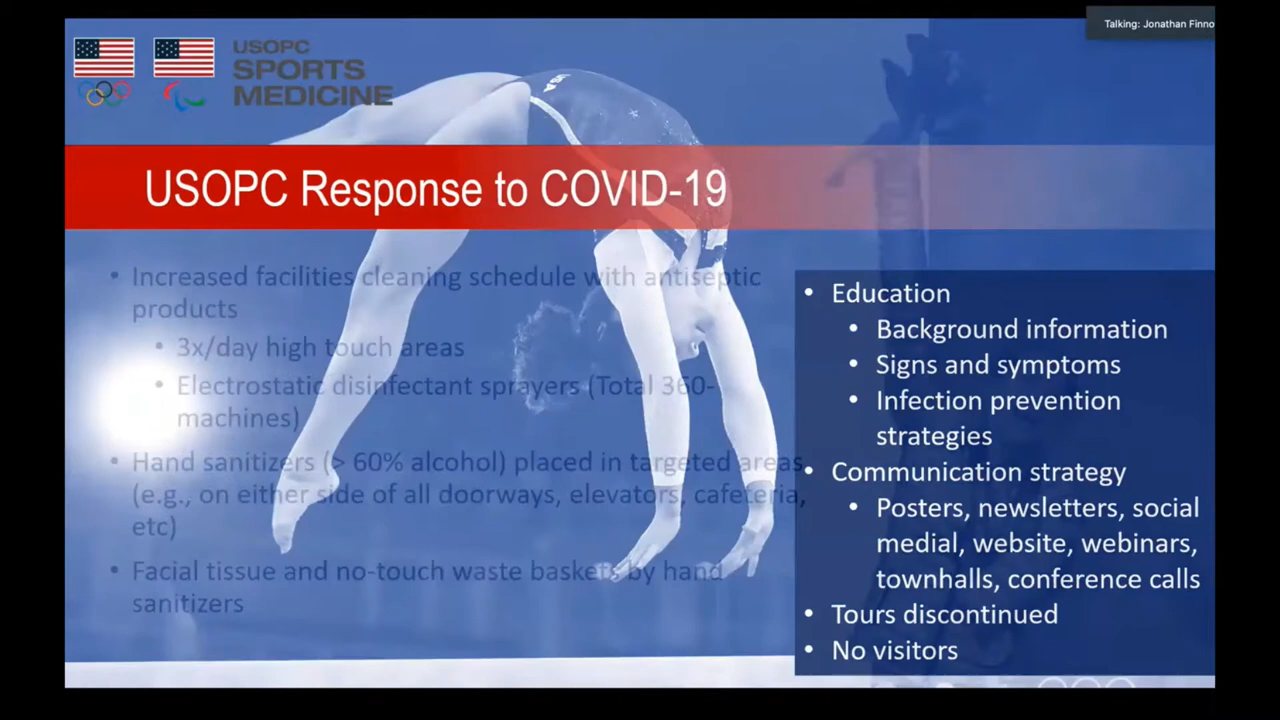 Talking: Jonathan Finno
USOPC
SPORTS
MEDICINE
USOPC Response to COVID-19
• Increased facilities cleaning schedule with antiseptic
products
• 3x/day high touch areas
• Electrostatic disinfectant sprayers (Total 360-
machines)
• Hand sanitizers (> 60% alcohol) placed in targeted areas
(e.g., on either side of all doorways, elevators, cafeteria,
etc)
• Facial tissue and no-touch waste baskets by hand
sanitizers
• Education
• Background information
• Signs and symptoms
• Infection prevention
strategies
• Communication strategy
• Posters, newsletters, social
medial, website, webinars,
townhalls, conference calls
• Tours discontinued
• No visitors